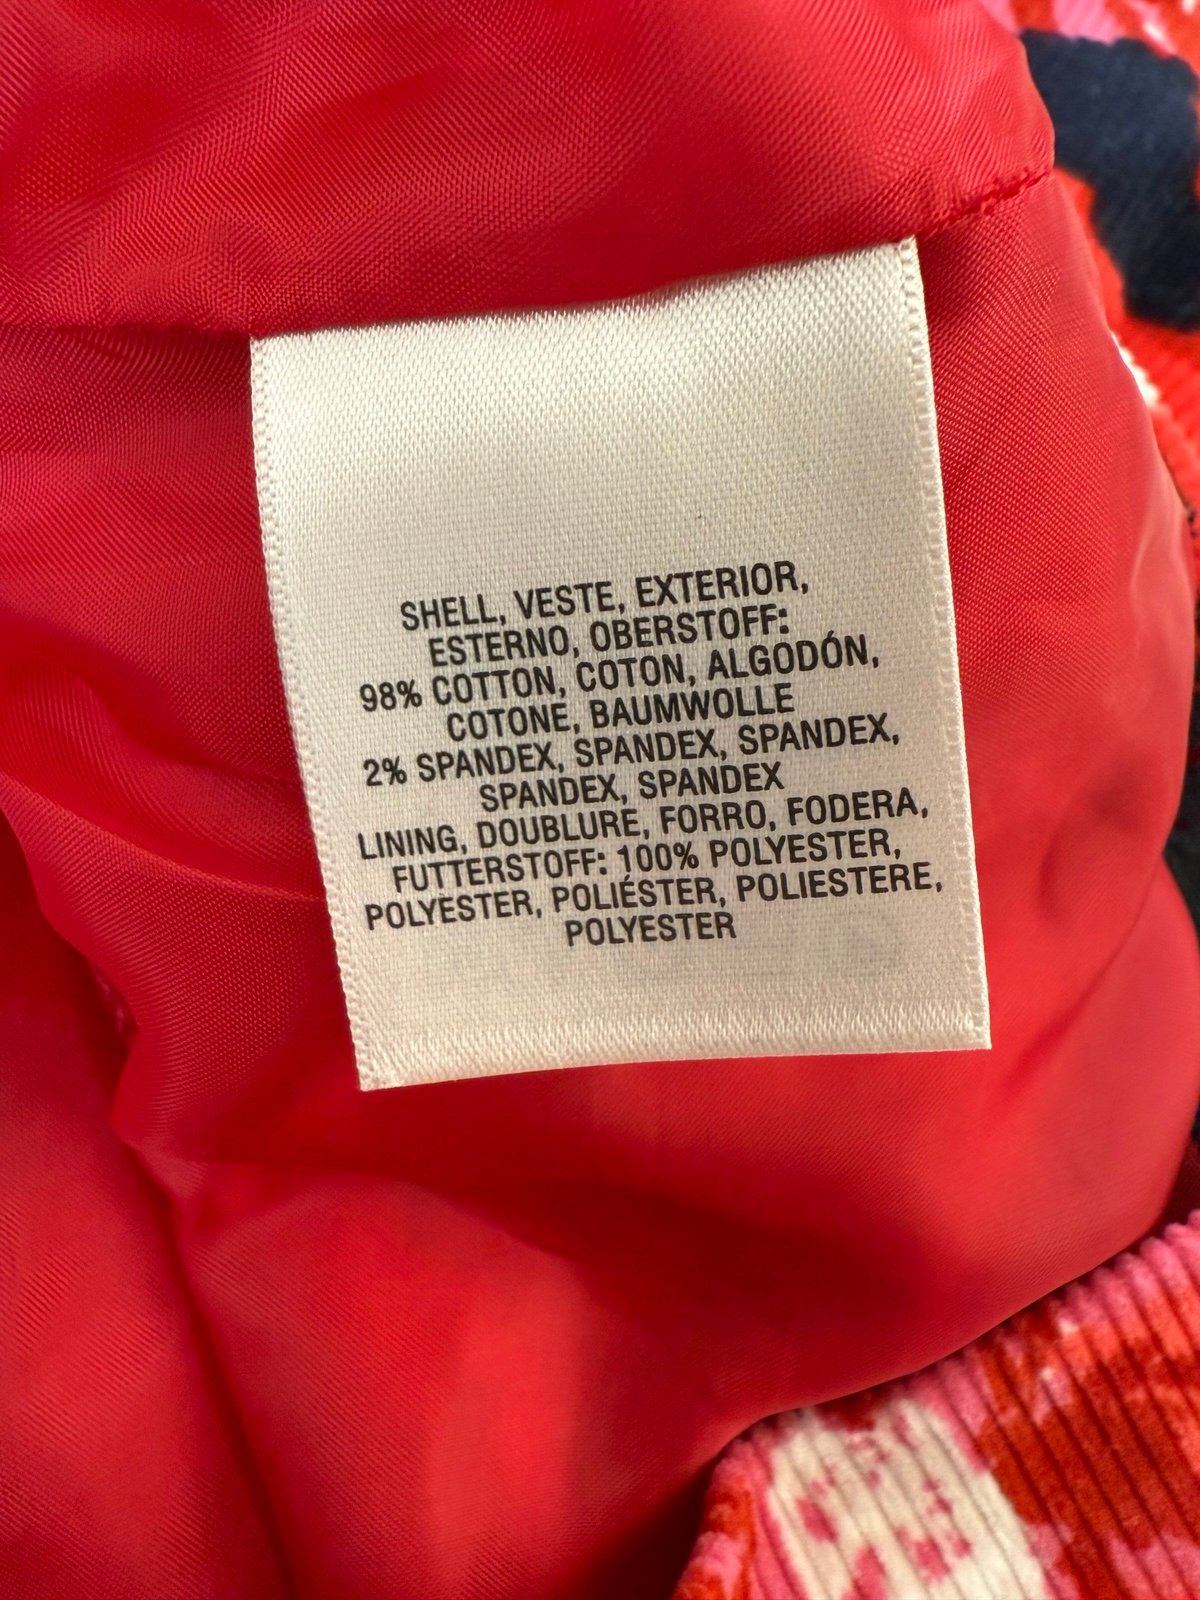 SHELL, VESTE, EXTERIOR,
ESTERNO, OBERSTOFF:
98% COTTON, COTON, ALGODÓN,
COTONE, BAUMWOLLE
2% SPANDEX, SPANDEX, SPANDEX,
SPANDEX, SPANDEX
LINING, DOUBLURE, FORRO, FODERA,
FUTTERSTOFF: 100% POLYESTER,
POLYESTER, POLIÉSTER, POLIESTERE,
POLYESTER